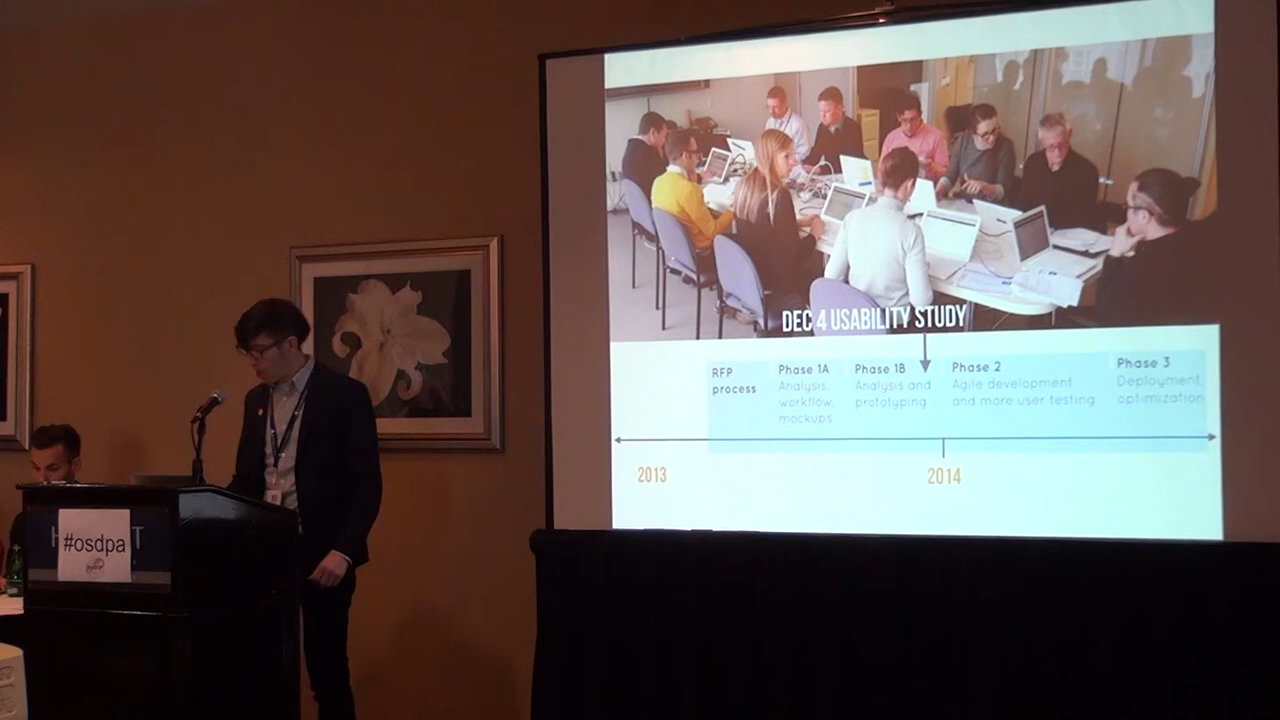 #osdpa
H
T
DEC 4 USABILITY STUDY
RFP process
Phase 1A
Analysis, workflow, mockups
Phase 1B
Analysis and prototyping
Phase 2
Agile development and more user testing
Phase 3
Deployment, optimization
2013
2014